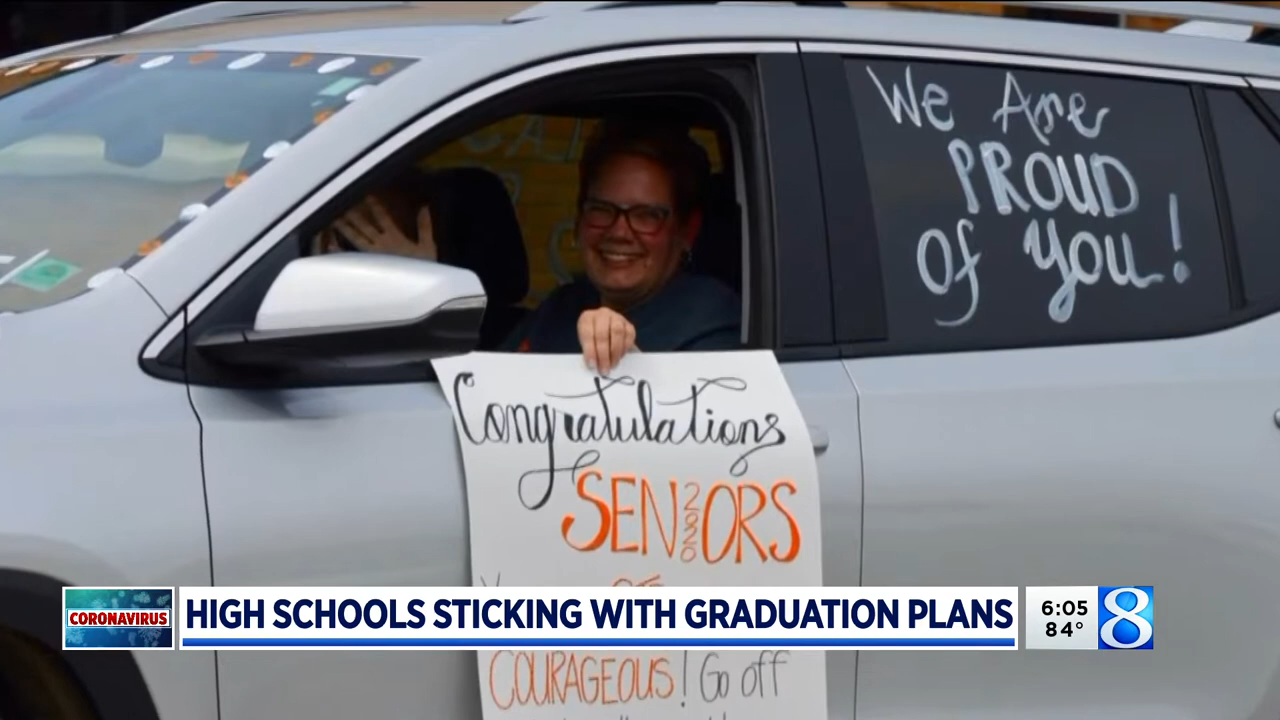 We Are
PROUD
Of You!
Congratulations
SENIORS
2020
CORONAVIRUS
HIGH SCHOOLS STICKING WITH GRADUATION PLANS
6:05
84°
8
COURAGEOUS! Go off